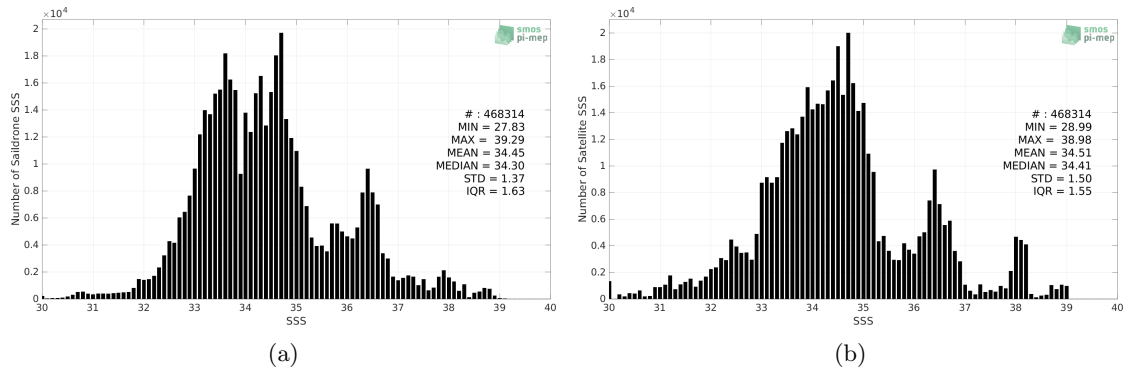 ×10⁴
2
1.8
1.6
1.4
1.2
1
0.8
0.6
0.4
0.2
0
30 31 32 33 34 35 36 37 38 39 40
SSS
Number of Saildrone SSS
smos
pi-mep
# : 468314
MIN = 27.83
MAX = 39.29
MEAN = 34.45
MEDIAN = 34.30
STD = 1.37
IQR = 1.63
(a)
×10⁴
2
1.8
1.6
1.4
1.2
1
0.8
0.6
0.4
0.2
0
30 31 32 33 34 35 36 37 38 39 40
SSS
Number of Satellite SSS
smos
pi-mep
# : 468314
MIN = 28.99
MAX = 38.98
MEAN = 34.51
MEDIAN = 34.41
STD = 1.50
IQR = 1.55
(b)